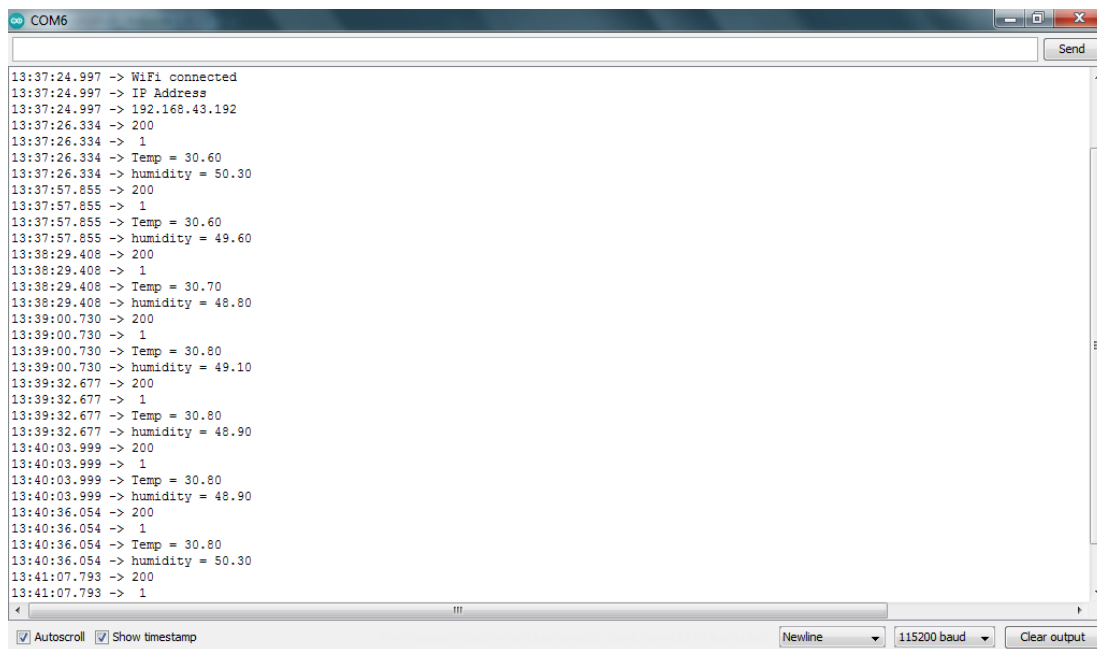 COM6
Send
13:37:24.997 -> WiFi connected
13:37:24.997 -> IP Address
13:37:24.997 -> 192.168.43.192
13:37:26.334 -> 200
13:37:26.334 ->  1
13:37:26.334 -> Temp = 30.60
13:37:26.334 -> humidity = 50.30
13:37:57.855 -> 200
13:37:57.855 ->  1
13:37:57.855 -> Temp = 30.60
13:37:57.855 -> humidity = 49.60
13:38:29.408 -> 200
13:38:29.408 ->  1
13:38:29.408 -> Temp = 30.70
13:38:29.408 -> humidity = 48.80
13:39:00.730 -> 200
13:39:00.730 ->  1
13:39:00.730 -> Temp = 30.80
13:39:00.730 -> humidity = 49.10
13:39:32.677 -> 200
13:39:32.677 ->  1
13:39:32.677 -> Temp = 30.80
13:39:32.677 -> humidity = 48.90
13:40:03.999 -> 200
13:40:03.999 ->  1
13:40:03.999 -> Temp = 30.80
13:40:03.999 -> humidity = 48.90
13:40:36.054 -> 200
13:40:36.054 ->  1
13:40:36.054 -> Temp = 30.80
13:40:36.054 -> humidity = 50.30
13:41:07.793 -> 200
13:41:07.793 ->  1
Autoscroll Show timestamp Newline 115200 baud Clear output